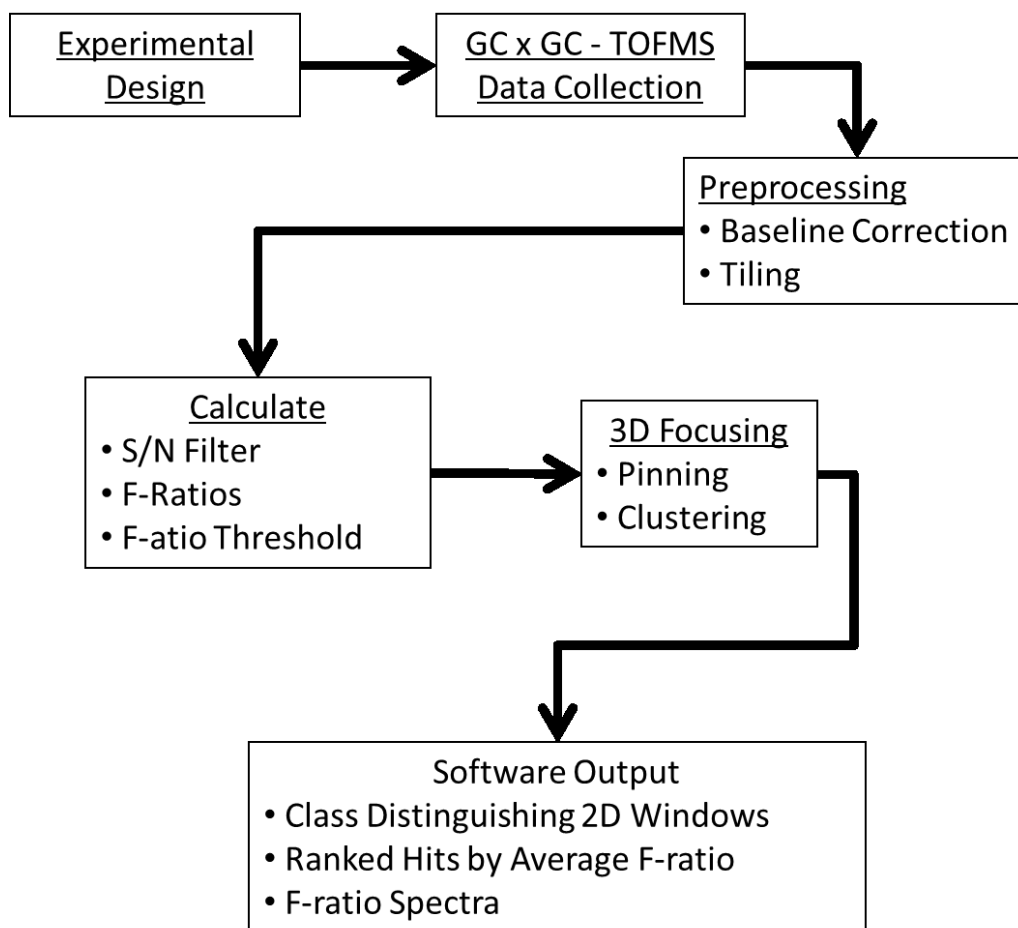 Experimental
Design
GC x GC - TOFMS
Data Collection
Preprocessing
• Baseline Correction
• Tiling
Calculate
• S/N Filter
• F-Ratios
• F-atio Threshold
3D Focusing
• Pinning
• Clustering
Software Output
• Class Distinguishing 2D Windows
• Ranked Hits by Average F-ratio
• F-ratio Spectra